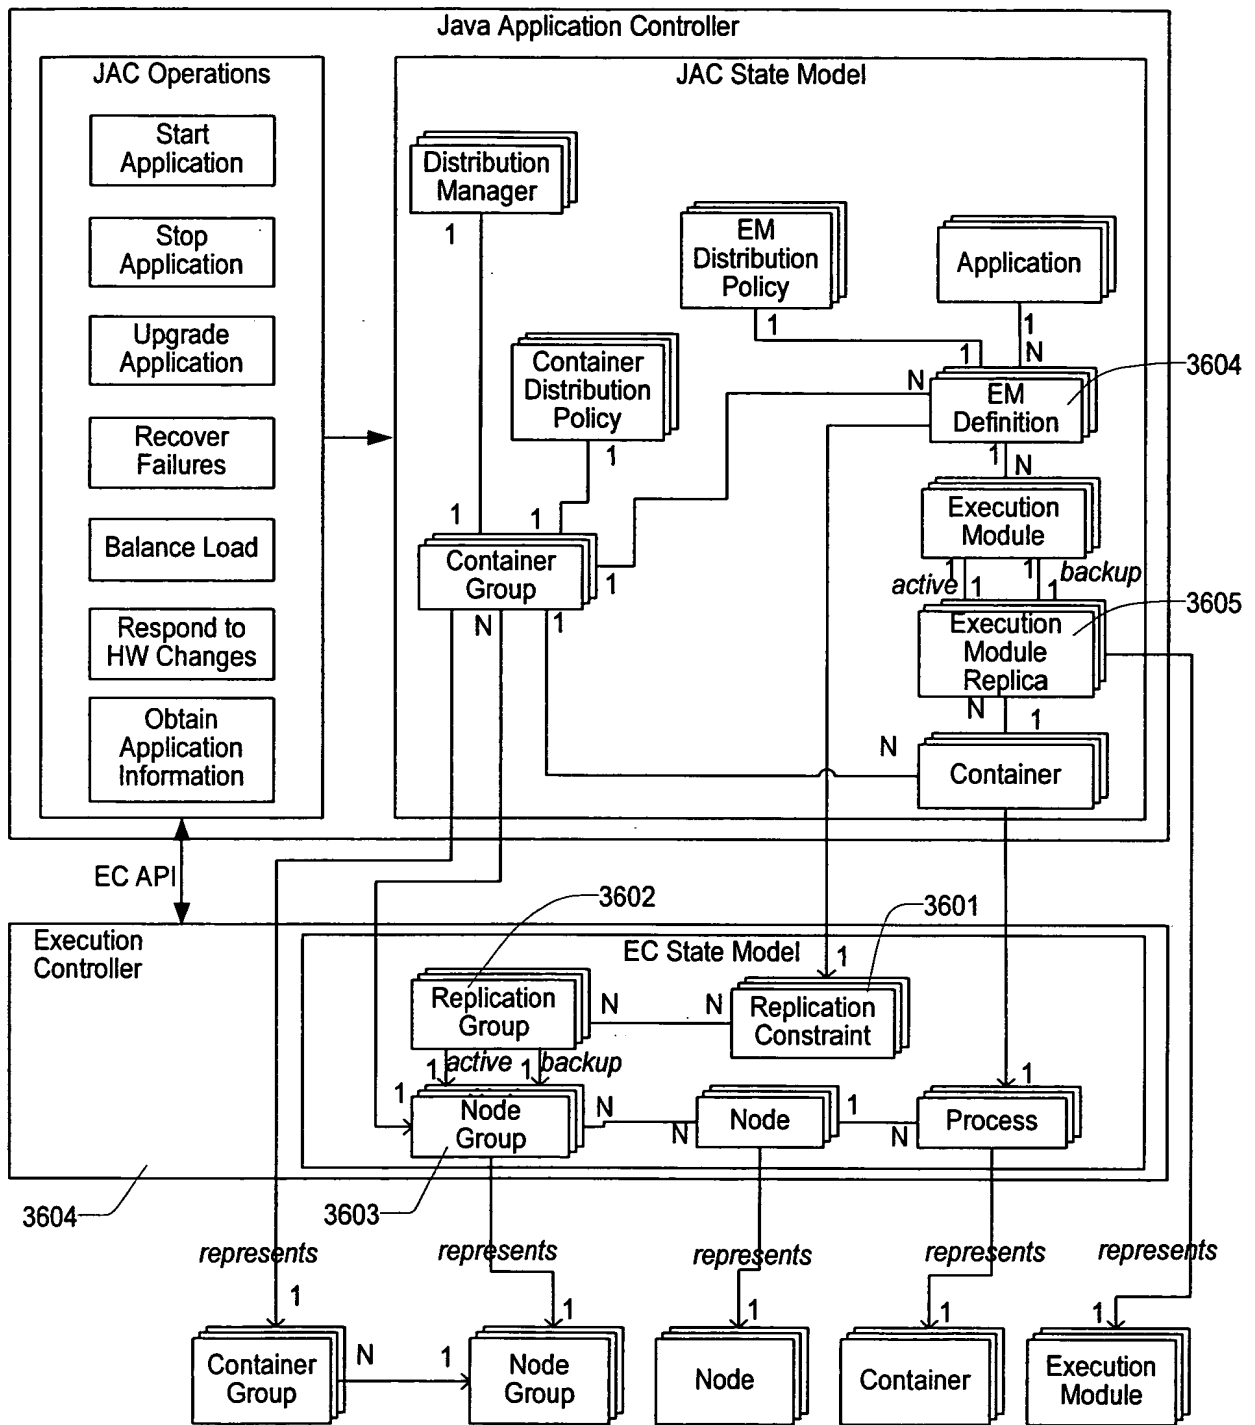 Java Application Controller
JAC Operations
Start
Application
Stop
Application
Upgrade
Application
Recover
Failures
Balance Load
Respond to
HW Changes
Obtain
Application
Information
JAC State Model
Distribution
Manager
1
EM
Distribution
Policy
1
Application
1
Container
Distribution
Policy
1
1
N
N
EM
Definition
3604
1
N
Execution
Module
1
1
active
1
1
backup
1
1
Container
Group
1
N
1
Execution
Module
Replica
3605
N
1
N
Container
EC API
Execution
Controller
EC State Model
3602
3601
1
Replication
Group
N
N
Replication
Constraint
1
active
1
backup
1
1
Node
Group
N
N
Node
1
N
Process
3604
3603
represents
represents
represents
represents
represents
1
1
1
1
1
Container
Group
N
1
Node
Group
Node
Container
Execution
Module